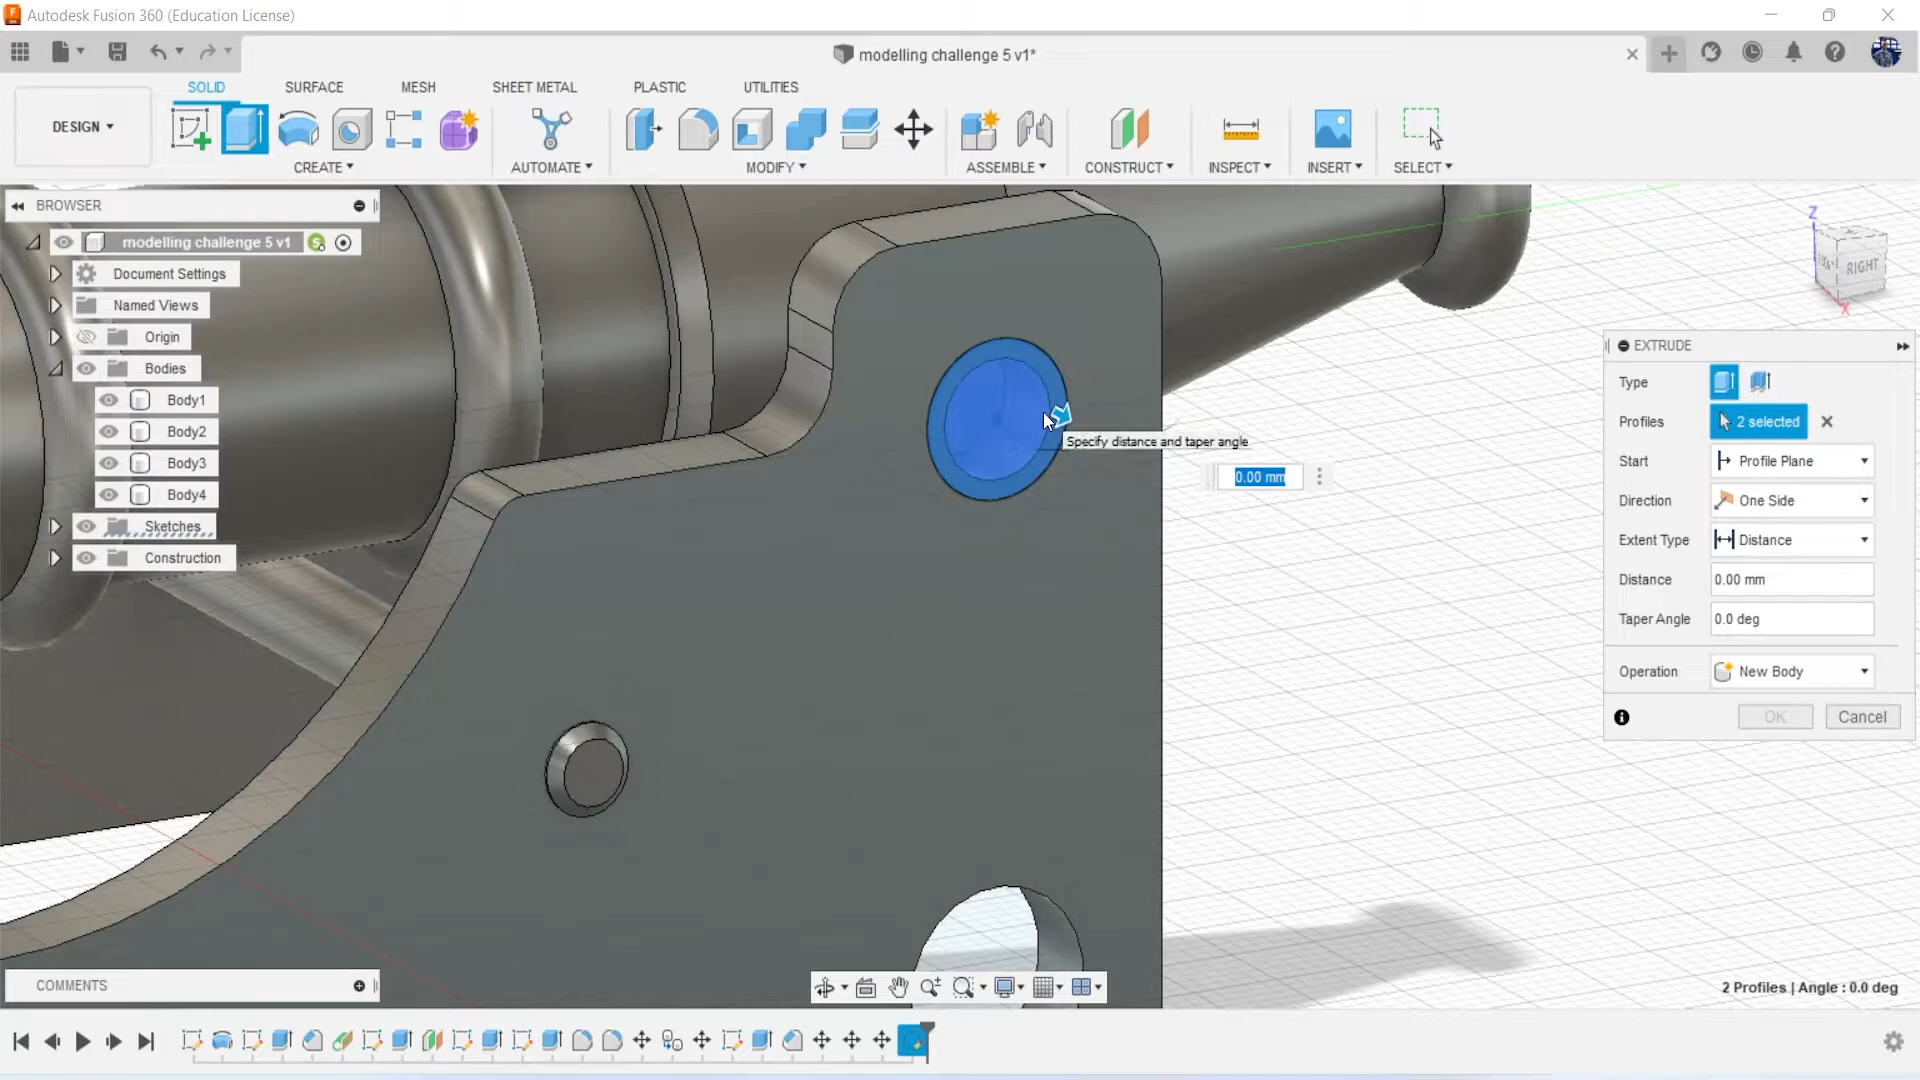 Autodesk Fusion 360 (Education License)
modelling challenge 5 v1*
SOLID SURFACE MESH SHEET METAL PLASTIC UTILITIES
DESIGN
CREATE AUTOMATE MODIFY ASSEMBLE CONSTRUCT INSPECT INSERT SELECT
BROWSER
modelling challenge 5 v1
Document Settings
Named Views
Origin
Bodies
Body1
Body2
Body3
Body4
Sketches
Construction
Z
RIGHT
X
EXTRUDE
Type
Profiles 2 selected
Start Profile Plane
Direction One Side
Extent Type Distance
Distance 0.00 mm
Taper Angle 0.0 deg
Operation New Body
OK Cancel
Specify distance and taper angle
0.00 mm
COMMENTS
2 Profiles | Angle : 0.0 deg